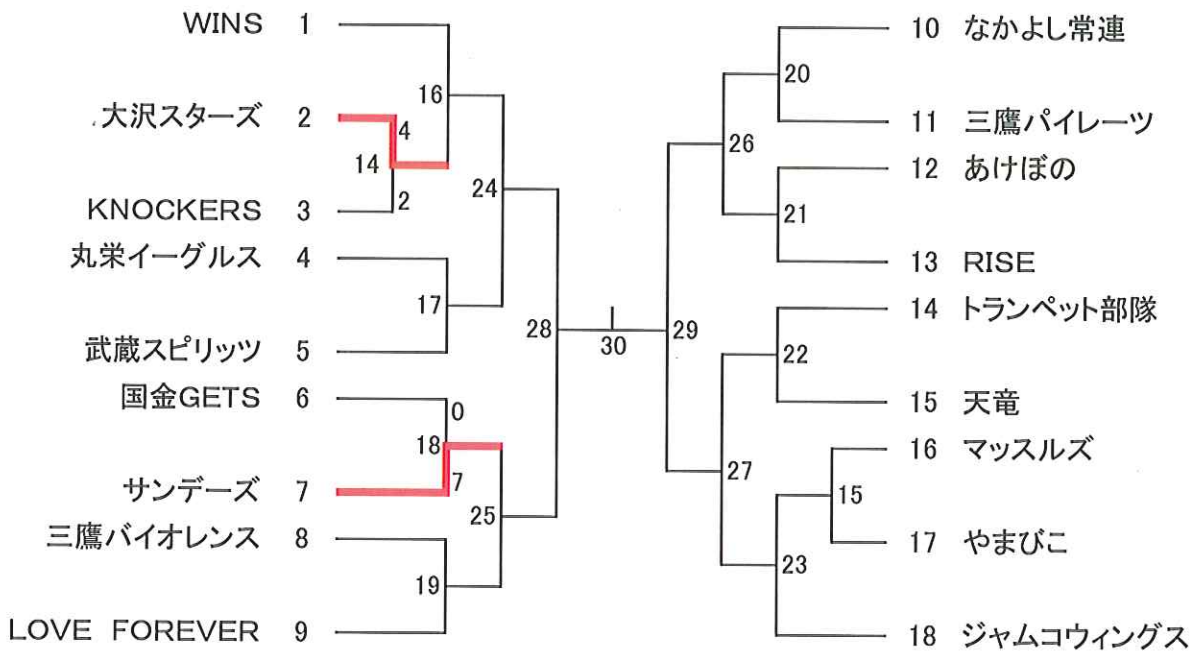 WINS 1
大沢スターズ 2
KNOCKERS 3
丸栄イーグルス 4
武蔵スピリッツ 5
国金GETS 6
サンデーズ 7
三鷹バイオレンス 8
LOVE FOREVER 9
16
4
14
2
24
17
28
0
18
7
25
19
30
10 なかよし常連
11 三鷹パイレーツ
12 あけぼの
13 RISE
14 トランペット部隊
15 天竜
16 マッスルズ
17 やまびこ
18 ジャムコウィングス
20
26
21
29
22
27
15
23